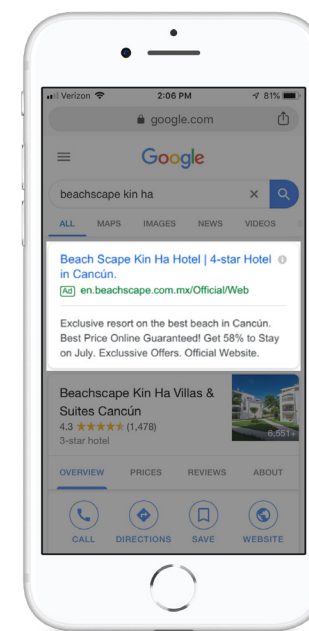 Verizon 2:06 PM 81%
google.com
Google
beachscape kin ha ×
ALL MAPS IMAGES NEWS VIDEOS
Beach Scape Kin Ha Hotel | 4-star Hotel
in Cancún.
Ad en.beachscape.com.mx/Official/Web
Exclusive resort on the best beach in Cancún.
Best Price Online Guaranteed! Get 58% to Stay
on July. Exclussive Offers. Official Website.
Beachscape Kin Ha Villas &
Suites Cancún
4.3 ★★★★★ (1,478)
3-star hotel
6,551+
OVERVIEW PRICES REVIEWS ABOUT
CALL DIRECTIONS SAVE WEBSITE